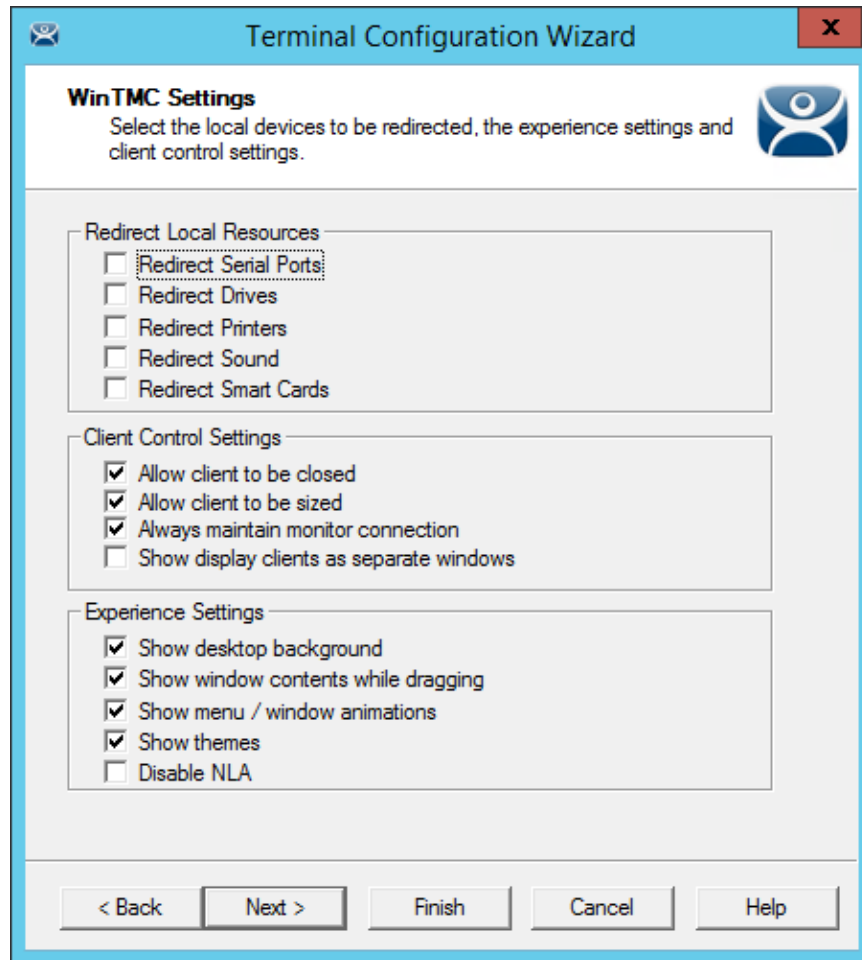 Terminal Configuration Wizard
x
WinTMC Settings
Select the local devices to be redirected, the experience settings and
client control settings.
Redirect Local Resources
Redirect Serial Ports
Redirect Drives
Redirect Printers
Redirect Sound
Redirect Smart Cards
Client Control Settings
Allow client to be closed
Allow client to be sized
Always maintain monitor connection
Show display clients as separate windows
Experience Settings
Show desktop background
Show window contents while dragging
Show menu / window animations
Show themes
Disable NLA
< Back Next > Finish Cancel Help